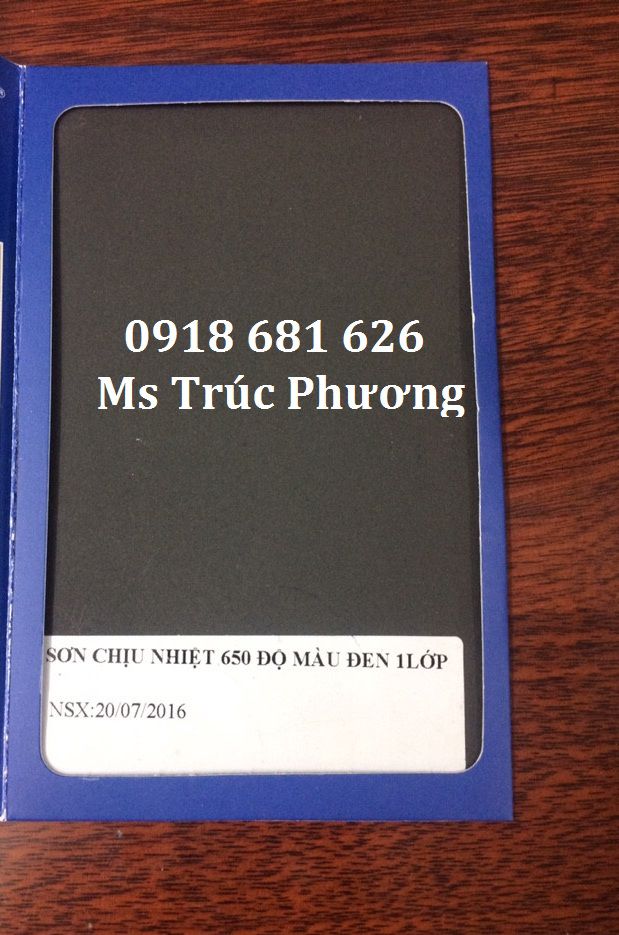 0918 681 626
Ms Trúc Phương
SƠN CHỊU NHIỆT 650 ĐỘ MÀU ĐEN 1LỚP
NSX:20/07/2016